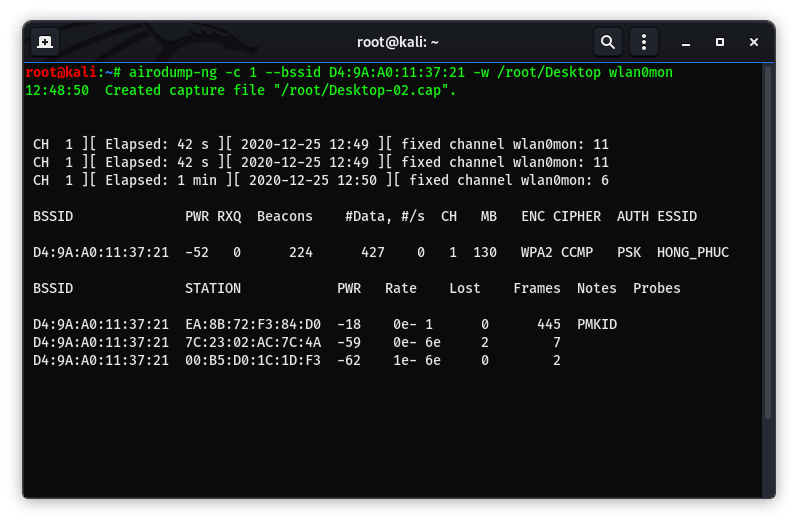 root@kali: ~
root@kali:~# airodump-ng -c 1 --bssid D4:9A:A0:11:37:21 -w /root/Desktop wlan0mon
12:48:50  Created capture file "/root/Desktop-02.cap".
CH  1 ][ Elapsed: 42 s ][ 2020-12-25 12:49 ][ fixed channel wlan0mon: 11
CH  1 ][ Elapsed: 42 s ][ 2020-12-25 12:49 ][ fixed channel wlan0mon: 11
CH  1 ][ Elapsed: 1 min ][ 2020-12-25 12:50 ][ fixed channel wlan0mon: 6
BSSID              PWR RXQ  Beacons    #Data, #/s  CH   MB   ENC CIPHER  AUTH ESSID
D4:9A:A0:11:37:21  -52   0      224      427    0   1  130   WPA2 CCMP   PSK  HONG_PHUC
BSSID              STATION            PWR   Rate    Lost    Frames  Notes  Probes
D4:9A:A0:11:37:21  EA:8B:72:F3:84:D0  -18    0e- 1      0      445  PMKID
D4:9A:A0:11:37:21  7C:23:02:AC:7C:4A  -59    0e- 6e     2        7
D4:9A:A0:11:37:21  00:B5:D0:1C:1D:F3  -62    1e- 6e     0        2